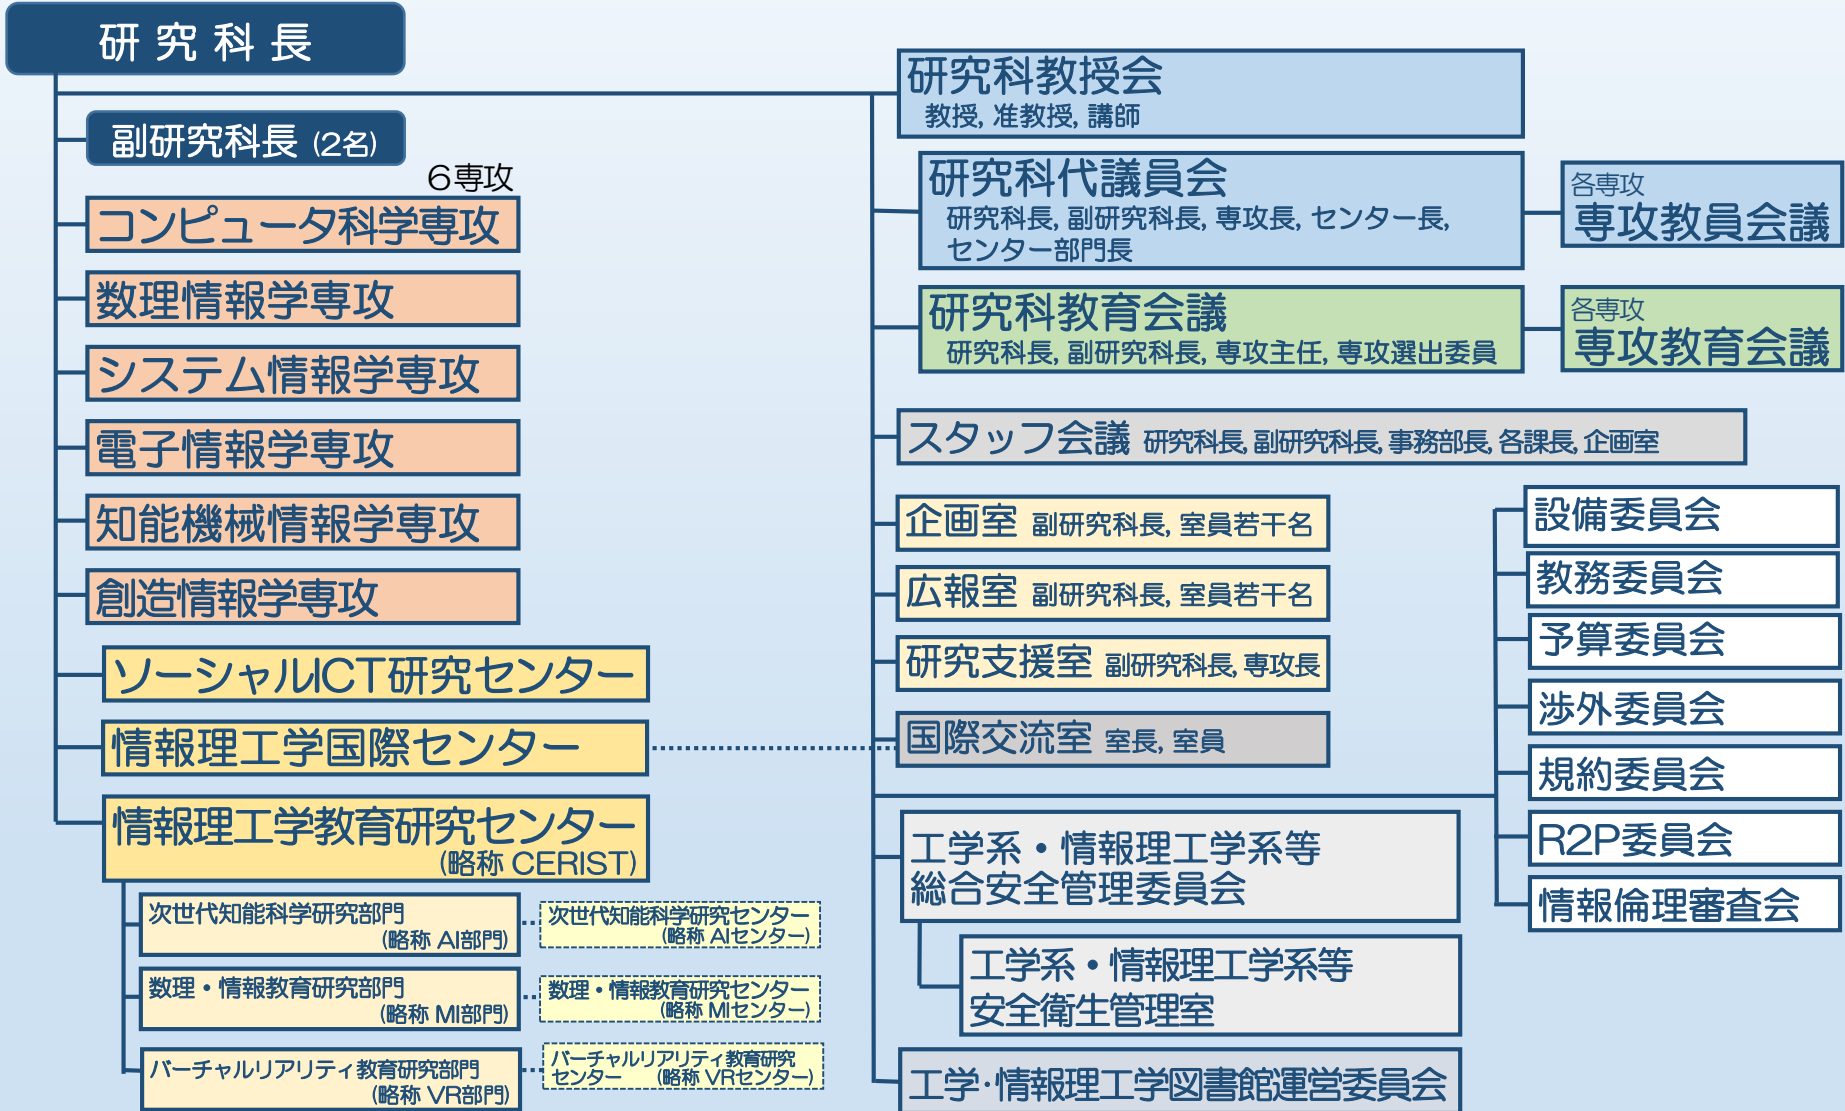 研究科長
副研究科長 (2名)
6専攻
コンピュータ科学専攻
数理情報学専攻
システム情報学専攻
電子情報学専攻
知能機械情報学専攻
創造情報学専攻
ソーシャルICT研究センター
情報理工学国際センター
情報理工学教育研究センター
(略称 CERIST)
次世代知能科学研究部門
(略称 AI部門)
次世代知能科学研究センター
(略称 AIセンター)
数理・情報教育研究部門
(略称 MI部門)
数理・情報教育研究センター
(略称 MIセンター)
バーチャルリアリティ教育研究部門
(略称 VR部門)
バーチャルリアリティ教育研究
センター (略称 VRセンター)
研究科教授会
教授, 准教授, 講師
研究科代議員会
研究科長, 副研究科長, 専攻長, センター長,
センター部門長
各専攻
専攻教員会議
研究科教育会議
研究科長, 副研究科長, 専攻主任, 専攻選出委員
各専攻
専攻教育会議
スタッフ会議 研究科長, 副研究科長, 事務部長, 各課長, 企画室
企画室 副研究科長, 室員若干名
広報室 副研究科長, 室員若干名
研究支援室 副研究科長, 専攻長
国際交流室 室長, 室員
設備委員会
教務委員会
予算委員会
渉外委員会
規約委員会
R2P委員会
情報倫理審査会
工学系・情報理工学系等
総合安全管理委員会
工学系・情報理工学系等
安全衛生管理室
工学・情報理工学図書館運営委員会